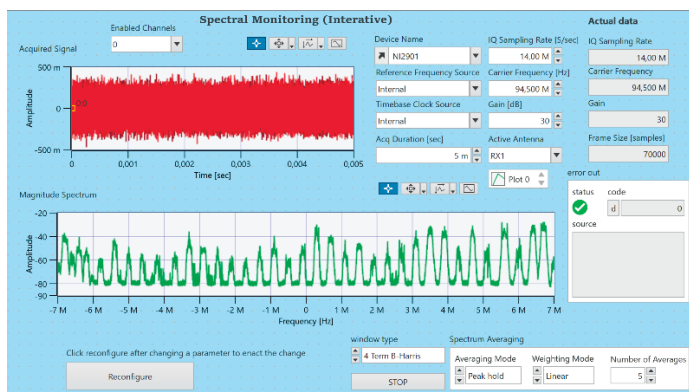 Spectral Monitoring (Interative)
Enabled Channels
0
Acquired Signal
500 m
0
-500 m
Amplitude
0.0
0
0,001
0,002
0,003
0,004
0,005
Time [sec]
Device Name
NI2901
Reference Frequency Source
Internal
Timebase Clock Source
Internal
Acq Duration [sec]
5 m
IQ Sampling Rate [S/sec]
14,00 M
Carrier Frequency [Hz]
94,500 M
Gain [dB]
30
Active Antenna
RX1
Plot 0
Actual data
IQ Sampling Rate
14,00 M
Carrier Frequency
94,500 M
Gain
30
Frame Size [samples]
70000
error out
status code
d 0
source
Magnitude Spectrum
-20
-40
-60
-80
-90
Amplitude
-7 M -6 M -5 M -4 M -3 M -2 M -1 M 0 1 M 2 M 3 M 4 M 5 M 6 M 7 M
Frequency [Hz]
Click reconfigure after changing a parameter to enact the change
Reconfigure
window type
4 Term B-Harris
STOP
Spectrum Averaging
Averaging Mode
Peak hold
Weighting Mode
Linear
Number of Averages
5